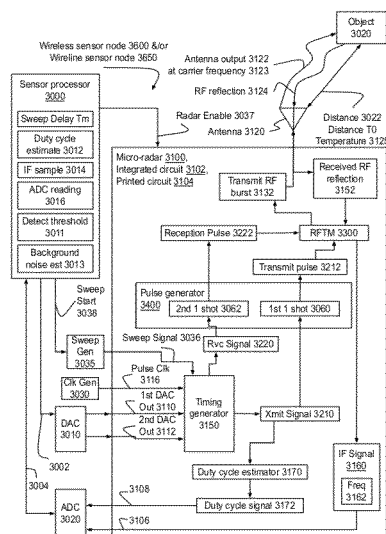 Object
3020
Wireless sensor node 3600 &/or
Wireline sensor node
3650
Antenna output 3122
at carrier frequency
3123
RF reflection
3124
Sensor processor
3000
Sweep Delay Tm
Duty cycle
estimate 3012
IF sample 3014
ADC reading
3016
Detect threshold
3011
Background
noise est 3013
Radar Enable 3037
Antenna 3120
Distance 3022
Distance T0
Temperature 3125
Micro-radar 3100,
Integrated circuit 3102,
Printed circuit 3104
Transmit RF
burst 3132
Received RF
reflection
3152
Reception Pulse 3222
RFTM 3300
Transmit pulse 3212
Pulse generator
3400
2nd 1 shot 3062
1st 1 shot 3060
Sweep
Start
3038
Sweep Signal 3036
Rvc Signal 3220
Sweep
Gen
3035
Pulse Clk
3116
Clk Gen
3030
1st DAC
Out 3110
2nd DAC
Out 3112
DAC
3010
Timing
generator
3150
Xmit Signal 3210
IF Signal
3160
Freq
3162
3002
3004
Duty cycle estimator 3170
Duty cycle signal 3172
3108
3106
ADC
3020